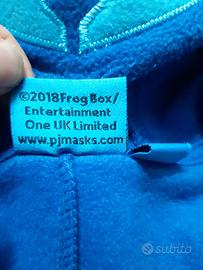 ©2018Frog Box/
Entertainment
One UK Limited
www.pjmasks.com
subito